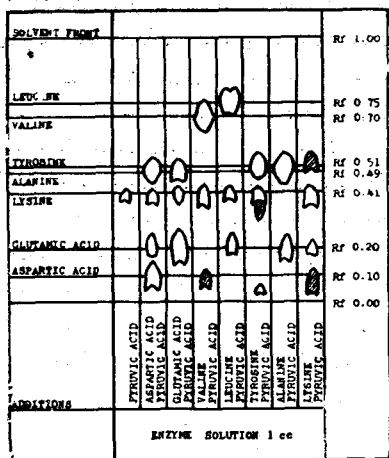 SOLVENT FRONT Rf 1.00
LEUCINE Rf 0.75
VALINE Rf 0.70
TYROSINE Rf 0.51
ALANINE Rf 0.49
LYSINE Rf 0.41
GLUTAMIC ACID Rf 0.20
ASPARTIC ACID Rf 0.10
Rf 0.00
PYRUVIC ACID
ASPARTIC ACID
PYRUVIC ACID
GLUTAMIC ACID
PYRUVIC ACID
VALINE
PYRUVIC ACID
LEUCINE
PYRUVIC ACID
TYROSINE
PYRUVIC ACID
ALANINE
PYRUVIC ACID
LYSINE
PYRUVIC ACID
ADDITIONS
ENZYME SOLUTION 1 cc